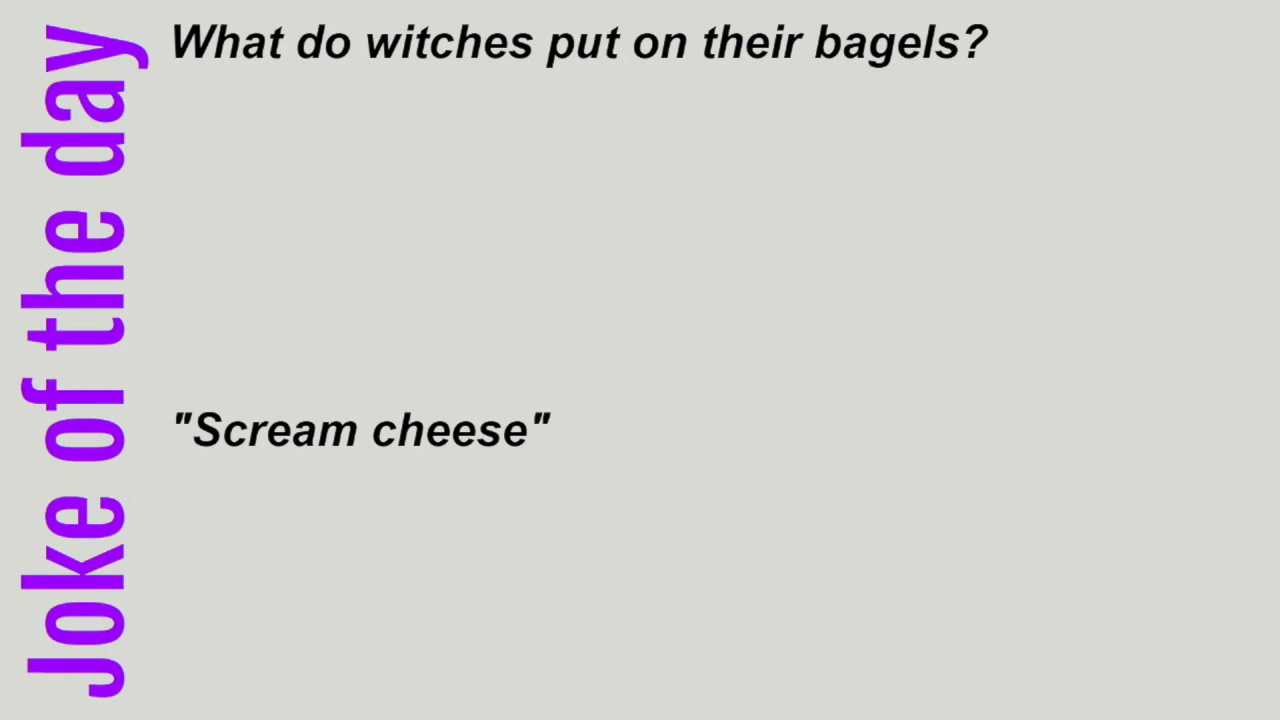 Joke of the day
What do witches put on their bagels?
"Scream cheese"